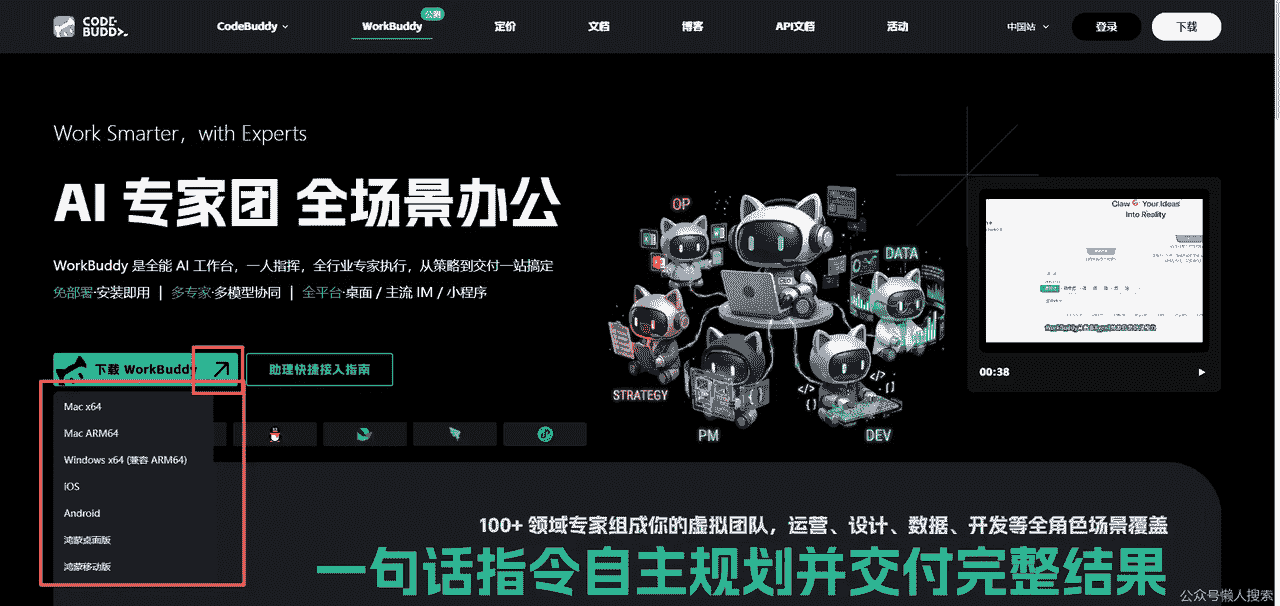 CODE-
BUDD>_
CodeBuddy
WorkBuddy
公测
定价
文档
博客
API文档
活动
中国站
登录
下载
Work Smarter, with Experts
AI 专家团 全场景办公
WorkBuddy 是全能 AI 工作台，一人指挥，全行业专家执行，从策略到交付一站搞定
免部署·安装即用 | 多专家·多模型协同 | 全平台·桌面 / 主流 IM / 小程序
下载 WorkBuddy
助理快捷接入指南
Mac x64
Mac ARM64
Windows x64 (兼容 ARM64)
iOS
Android
鸿蒙桌面版
鸿蒙移动版
OP
DATA
STRATEGY
PM
DEV
</>
{}
</>
{}
Claw Your Ideas
Into Reality
00:38
100+ 领域专家组成你的虚拟团队，运营、设计、数据、开发等全角色场景覆盖
一句话指令自主规划并交付完整结果
公众号懒人搜索